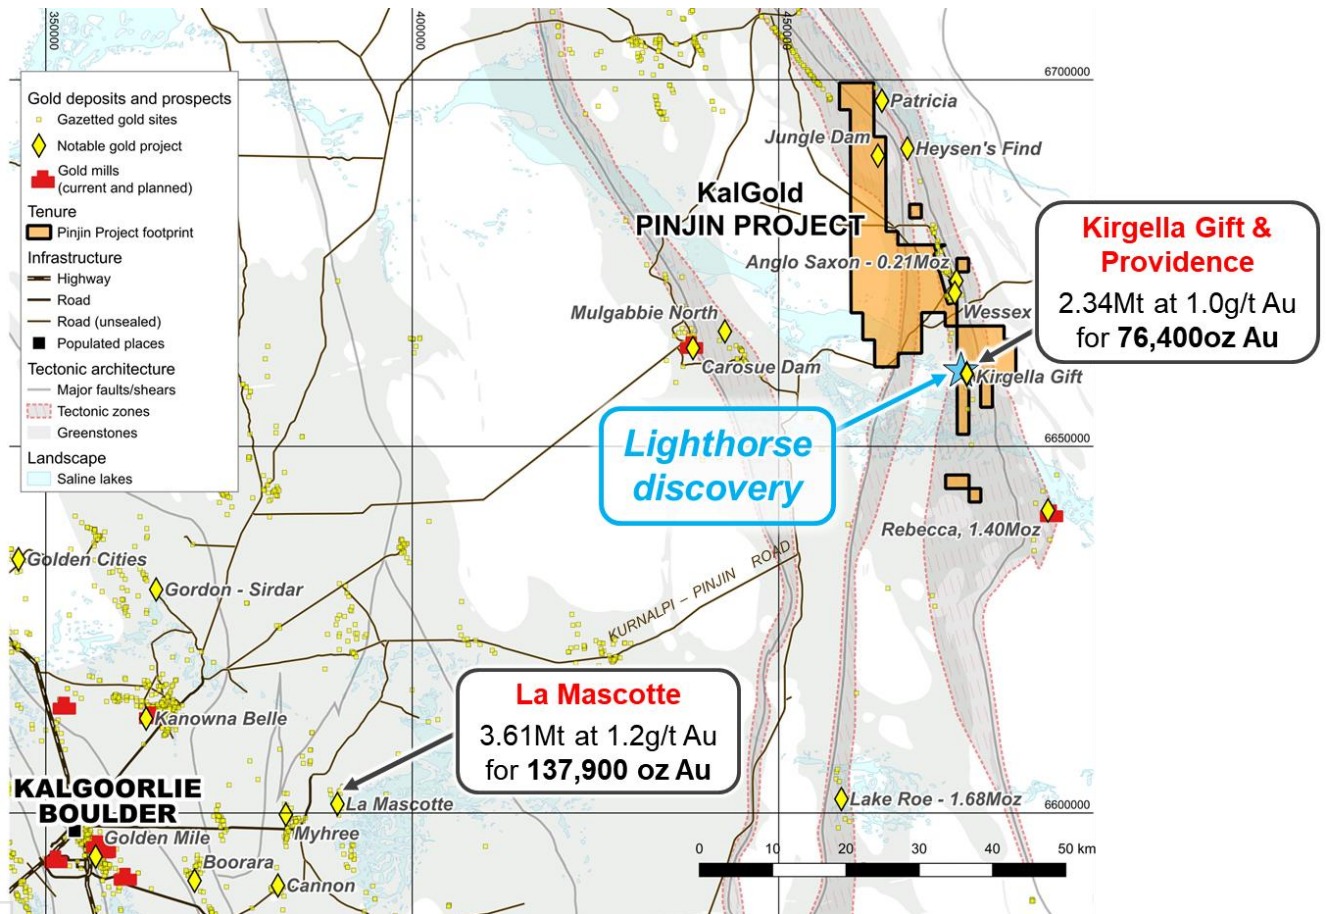 350000
400000
450000
6700000
6650000
6600000
Gold deposits and prospects
Gazetted gold sites
Notable gold project
Gold mills
(current and planned)
Tenure
Pinjin Project footprint
Infrastructure
Highway
Road
Road (unsealed)
Populated places
Tectonic architecture
Major faults/shears
Tectonic zones
Greenstones
Landscape
Saline lakes
Patricia
Jungle Dam
Heysen's Find
KalGold
PINJIN PROJECT
Anglo Saxon - 0.21Moz
Kirgella Gift &
Providence
2.34Mt at 1.0g/t Au
for 76,400oz Au
Mulgabbie North
Wessex
Carosue Dam
Kirgella Gift
Lighthorse
discovery
Rebecca, 1.40Moz
Golden Cities
Gordon - Sirdar
KURNALPI – PINJIN ROAD
La Mascotte
3.61Mt at 1.2g/t Au
for 137,900 oz Au
Kanowna Belle
KALGOORLIE
BOULDER
La Mascotte
Lake Roe - 1.68Moz
Golden Mile
Myhree
Boorara
Cannon
0 10 20 30 40 50 km